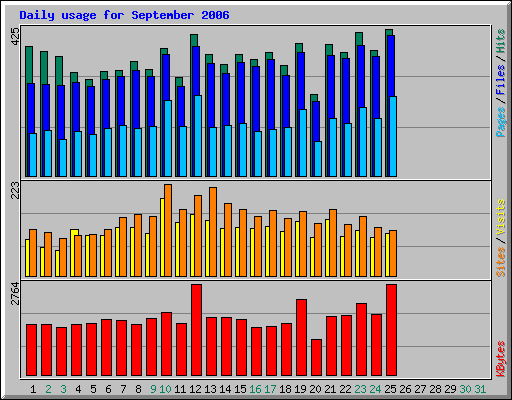 Daily usage for September 2006
425
Pages/Files/Hits
223
Sites/Visits
2764
KBytes
1 2 3 4 5 6 7 8 9 10 11 12 13 14 15 16 17 18 19 20 21 22 23 24 25 26 27 28 29 30 31